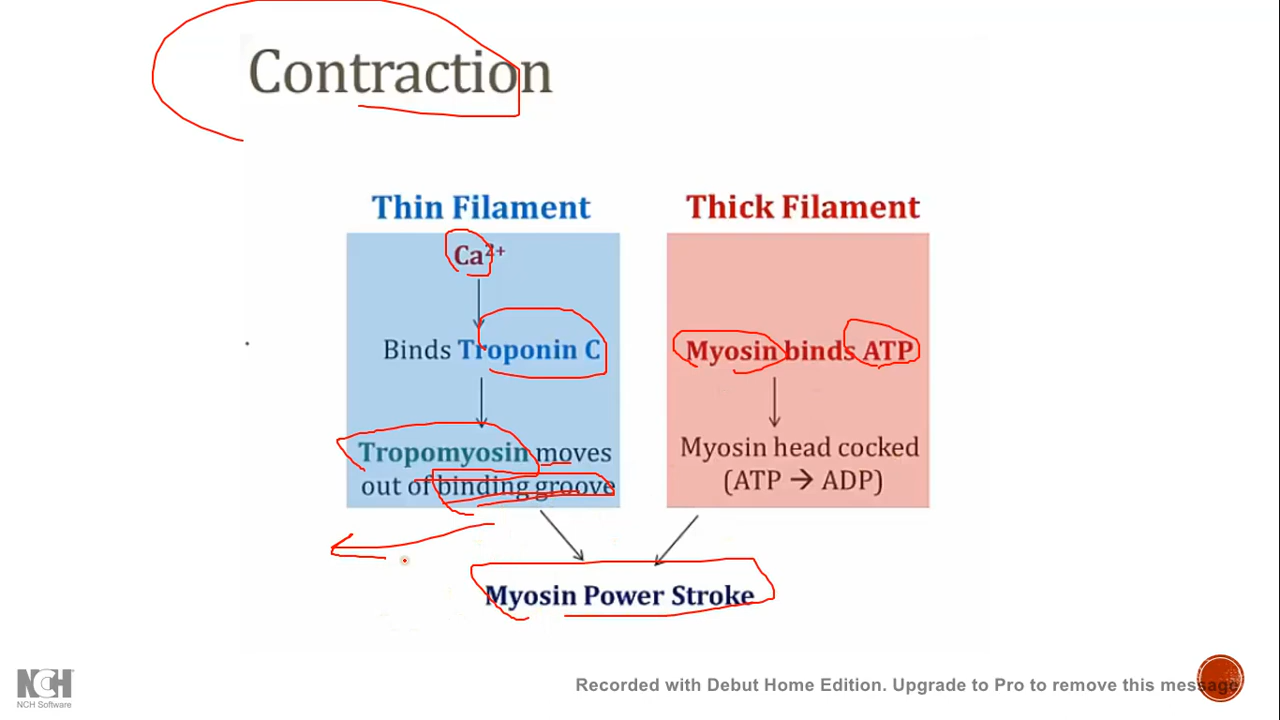 Contraction
Thin Filament
Ca²⁺
Binds Troponin C
Tropomyosin moves
out of binding groove
Thick Filament
Myosin binds ATP
Myosin head cocked
(ATP → ADP)
Myosin Power Stroke
NCH
NCH Software
Recorded with Debut Home Edition. Upgrade to Pro to remove this message